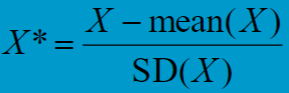 X* = (X − mean(X)) / SD(X)